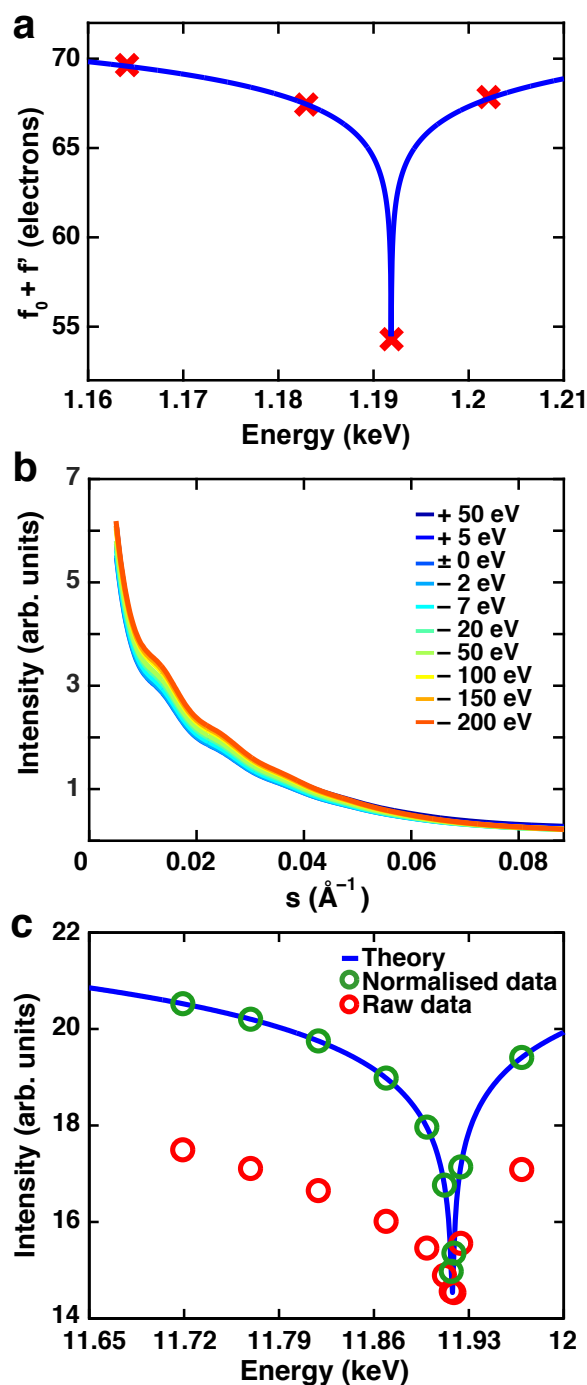 a
70
65
60
55
f₀ + f' (electrons)
1.16 1.17 1.18 1.19 1.2 1.21
Energy (keV)
b
7
5
3
1
Intensity (arb. units)
+ 50 eV
+ 5 eV
± 0 eV
– 2 eV
– 7 eV
– 20 eV
– 50 eV
– 100 eV
– 150 eV
– 200 eV
0 0.02 0.04 0.06 0.08
s (Å⁻¹)
c
22
20
18
16
14
Intensity (arb. units)
Theory
Normalised data
Raw data
11.65 11.72 11.79 11.86 11.93 12
Energy (keV)